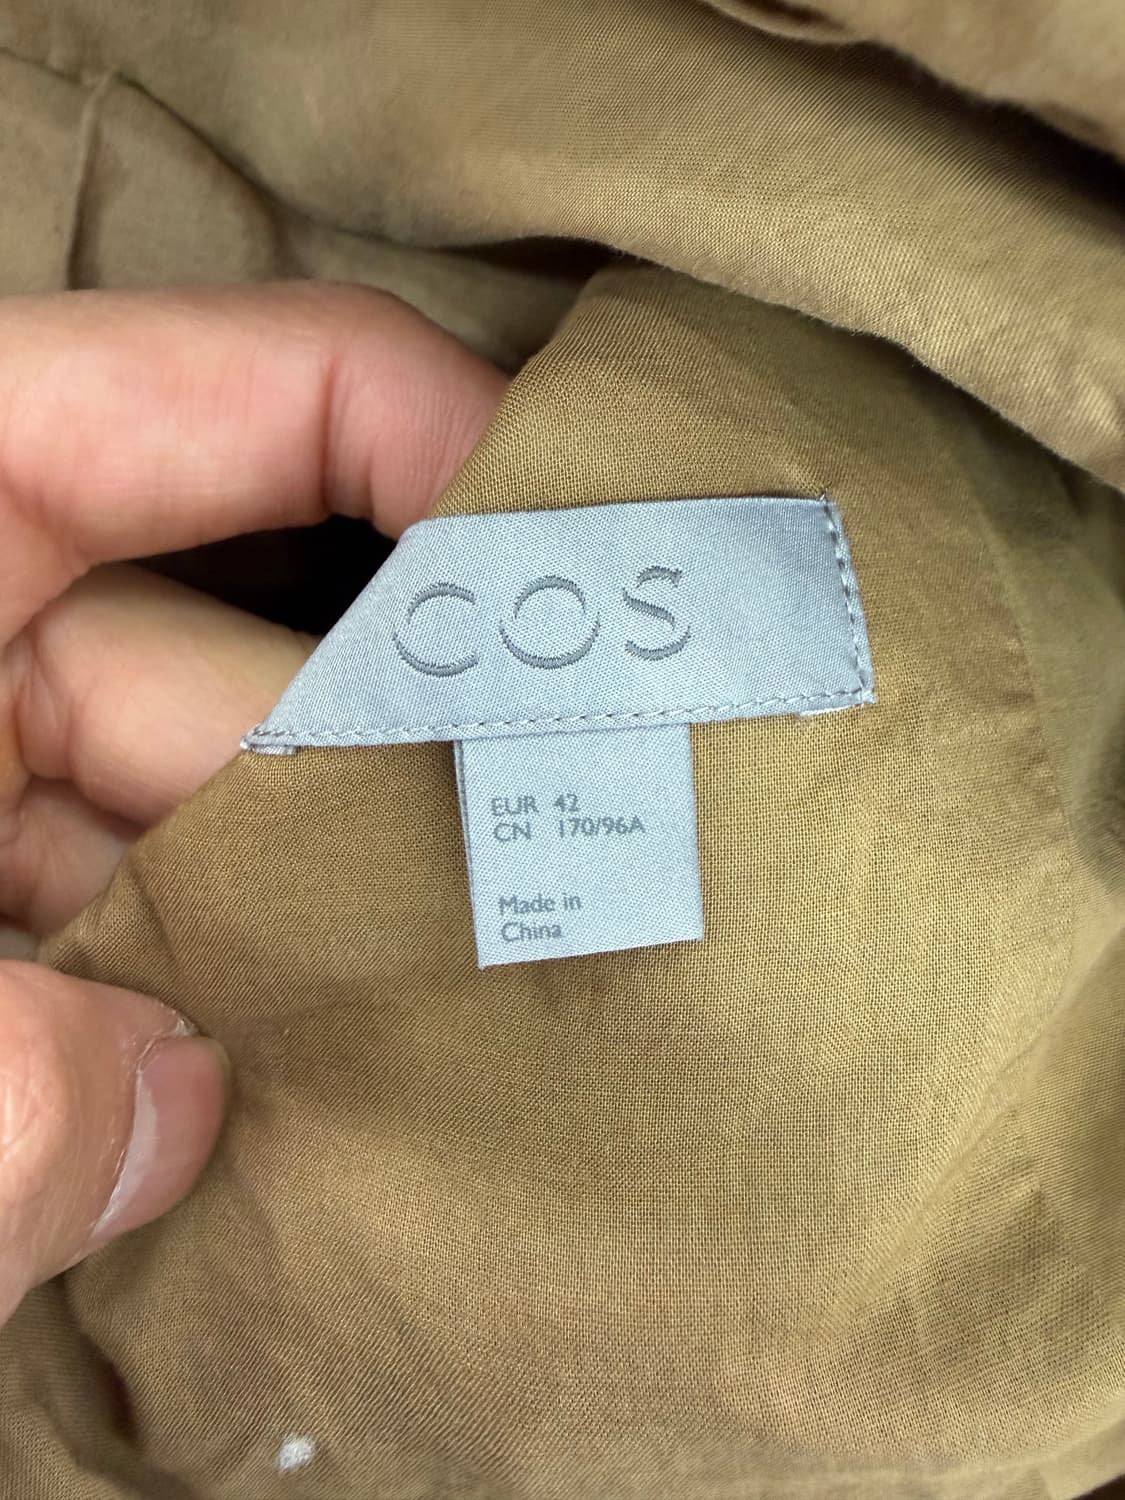 COS
EUR 42
CN 170/96A
Made in
China